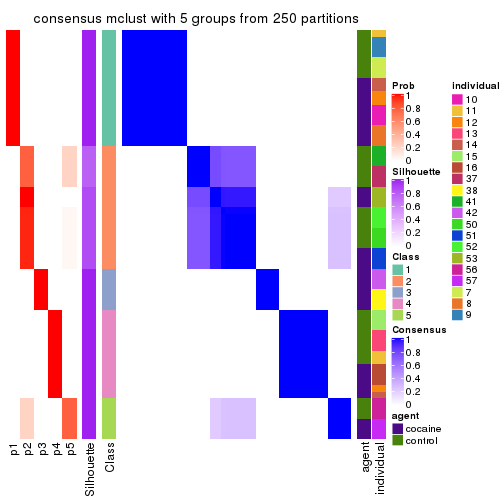 consensus mclust with 5 groups from 250 partitions
p1
p2
p3
p4
p5
Silhouette
Class
agent
individual
Prob
1
0.8
0.6
0.4
0.2
0
Silhouette
1
0.8
0.6
0.4
0.2
0
Class
1
2
3
4
5
Consensus
1
0.8
0.6
0.4
0.2
0
agent
cocaine
control
individual
10
11
12
13
14
15
16
37
38
41
42
50
51
52
53
56
57
7
8
9